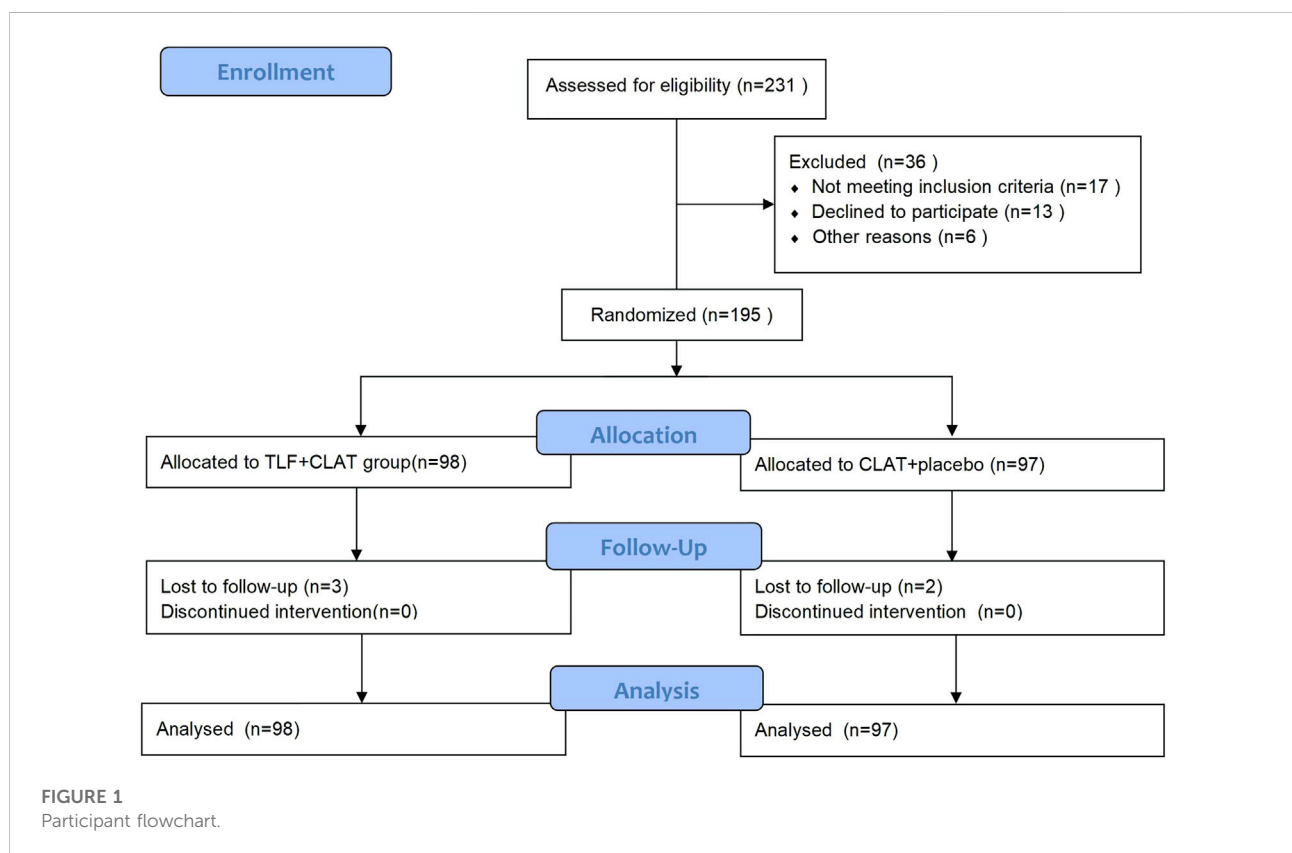 Enrollment
Assessed for eligibility (n=231 )
Excluded (n=36 )
♦ Not meeting inclusion criteria (n=17 )
♦ Declined to participate (n=13 )
♦ Other reasons (n=6 )
Randomized (n=195 )
Allocation
Allocated to TLF+CLAT group(n=98)
Allocated to CLAT+placebo (n=97)
Follow-Up
Lost to follow-up (n=3)
Discontinued intervention(n=0)
Lost to follow-up (n=2)
Discontinued intervention (n=0)
Analysis
Analysed (n=98)
Analysed (n=97)
FIGURE 1
Participant flowchart.